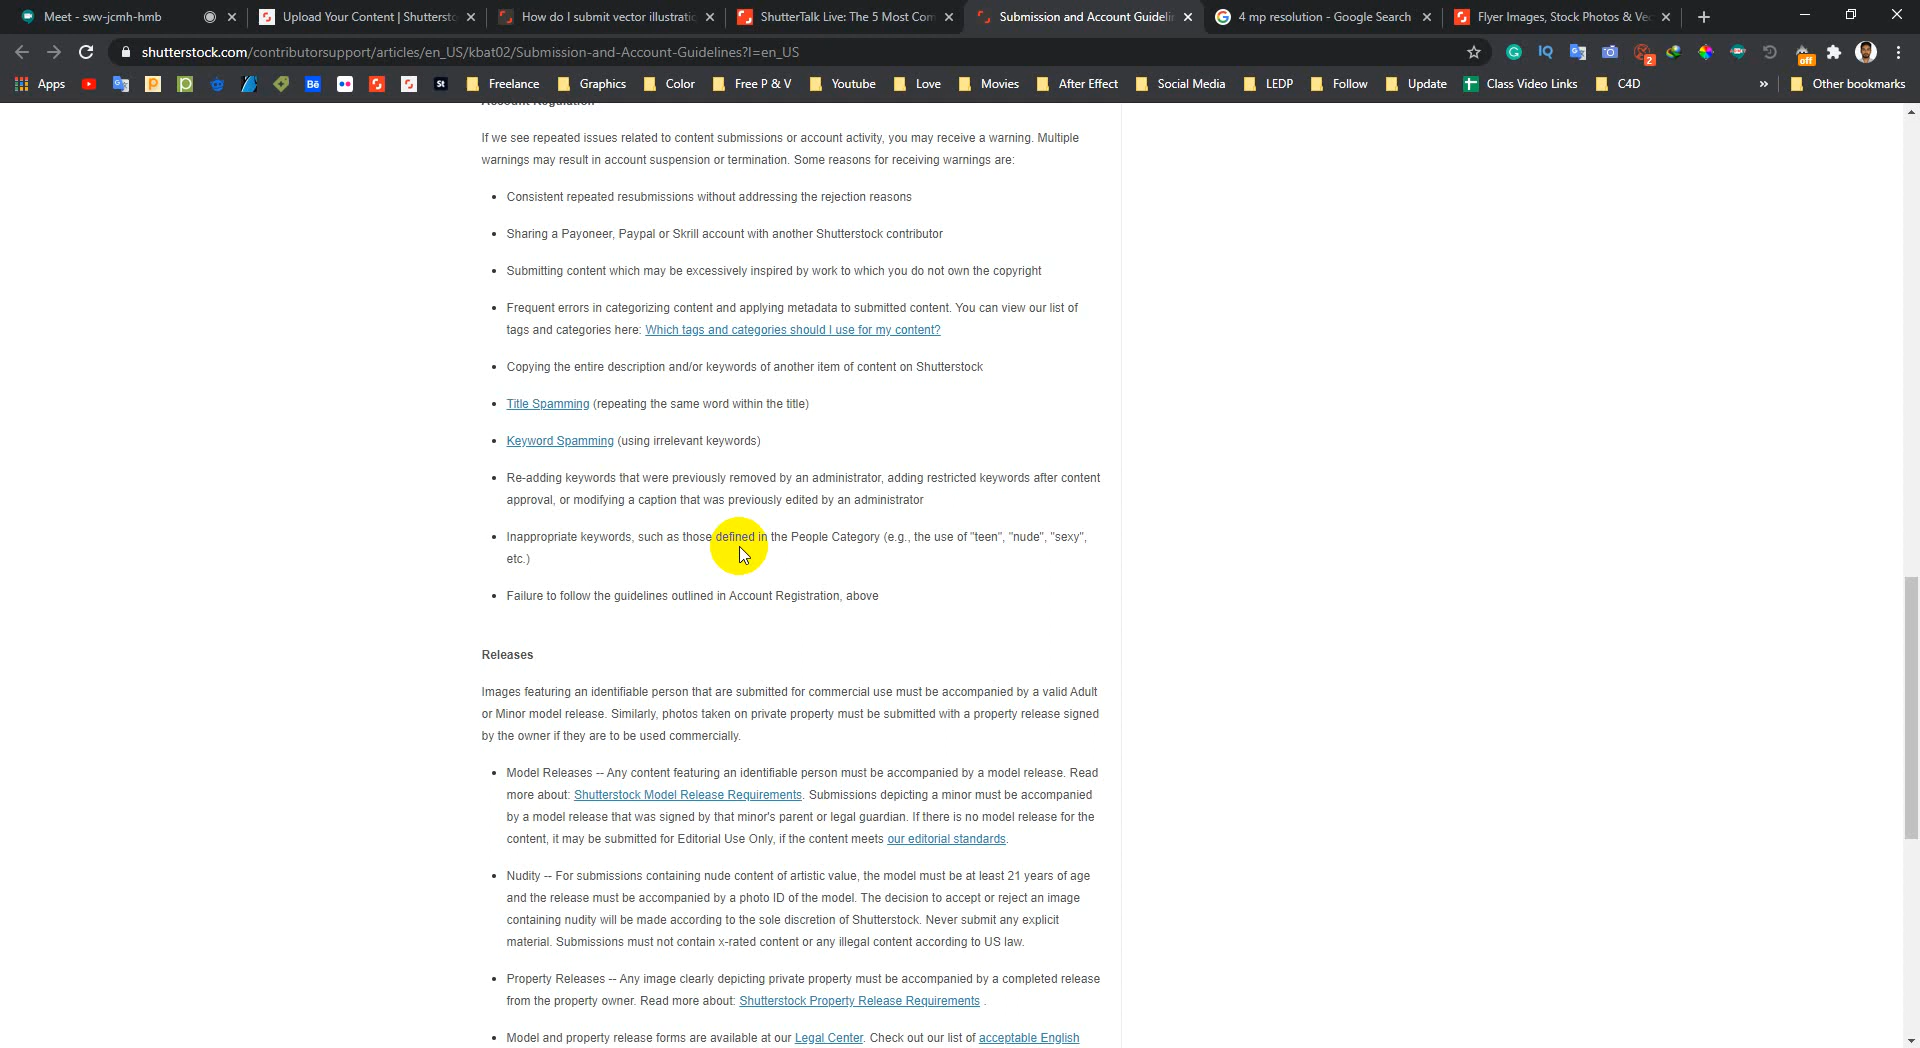 Meet - swv-jcmh-hmb
Upload Your Content | Shuttersto
How do I submit vector illustratio
ShutterTalk Live: The 5 Most Com
Submission and Account Guidelin
4 mp resolution - Google Search
Flyer Images, Stock Photos & Vec
shutterstock.com/contributorsupport/articles/en_US/kbat02/Submission-and-Account-Guidelines?l=en_US
2
off
Apps
Bē
St
Freelance
Graphics
Color
Free P & V
Youtube
Love
Movies
After Effect
Social Media
LEDP
Follow
Update
Class Video Links
C4D
»
Other bookmarks
Account Regulation
If we see repeated issues related to content submissions or account activity, you may receive a warning. Multiple
warnings may result in account suspension or termination. Some reasons for receiving warnings are:
• Consistent repeated resubmissions without addressing the rejection reasons
• Sharing a Payoneer, Paypal or Skrill account with another Shutterstock contributor
• Submitting content which may be excessively inspired by work to which you do not own the copyright
• Frequent errors in categorizing content and applying metadata to submitted content. You can view our list of
tags and categories here: Which tags and categories should I use for my content?
• Copying the entire description and/or keywords of another item of content on Shutterstock
• Title Spamming (repeating the same word within the title)
• Keyword Spamming (using irrelevant keywords)
• Re-adding keywords that were previously removed by an administrator, adding restricted keywords after content
approval, or modifying a caption that was previously edited by an administrator
• Inappropriate keywords, such as those defined in the People Category (e.g., the use of "teen", "nude", "sexy",
etc.)
• Failure to follow the guidelines outlined in Account Registration, above
Releases
Images featuring an identifiable person that are submitted for commercial use must be accompanied by a valid Adult
or Minor model release. Similarly, photos taken on private property must be submitted with a property release signed
by the owner if they are to be used commercially.
• Model Releases -- Any content featuring an identifiable person must be accompanied by a model release. Read
more about: Shutterstock Model Release Requirements. Submissions depicting a minor must be accompanied
by a model release that was signed by that minor's parent or legal guardian. If there is no model release for the
content, it may be submitted for Editorial Use Only, if the content meets our editorial standards.
• Nudity -- For submissions containing nude content of artistic value, the model must be at least 21 years of age
and the release must be accompanied by a photo ID of the model. The decision to accept or reject an image
containing nudity will be made according to the sole discretion of Shutterstock. Never submit any explicit
material. Submissions must not contain x-rated content or any illegal content according to US law.
• Property Releases -- Any image clearly depicting private property must be accompanied by a completed release
from the property owner. Read more about: Shutterstock Property Release Requirements .
• Model and property release forms are available at our Legal Center. Check out our list of acceptable English